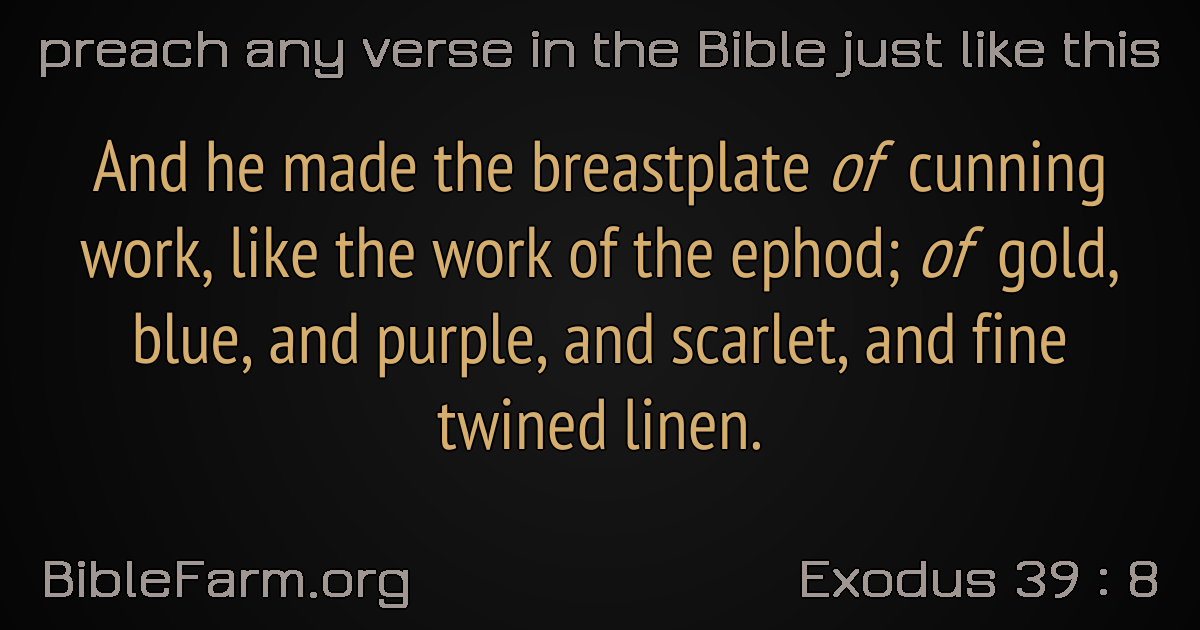 preach any verse in the Bible just like this
And he made the breastplate of cunning
work, like the work of the ephod; of gold,
blue, and purple, and scarlet, and fine
twined linen.
BibleFarm.org
Exodus 39 : 8